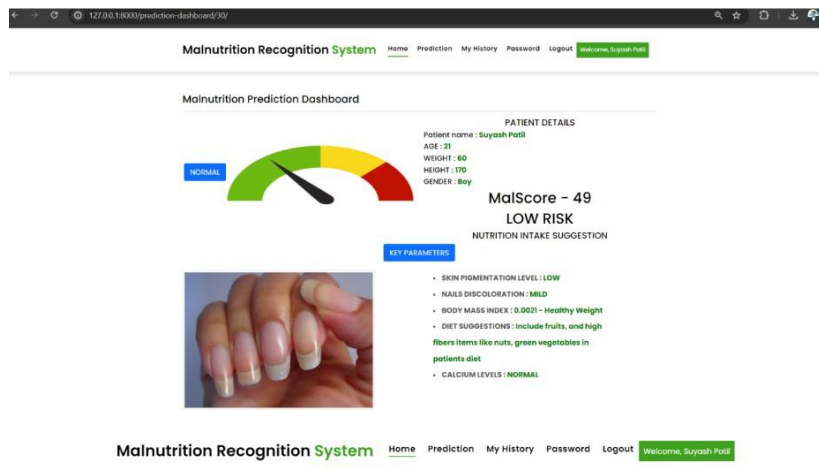 127.0.0.1:8000/prediction-dashboard/30/
Malnutrition Recognition System Home Prediction My History Password Logout Welcome, Suyash Patil
Malnutrition Prediction Dashboard
PATIENT DETAILS
Patient name : Suyash Patil
AGE : 21
WEIGHT : 60
HEIGHT : 170
GENDER : Boy
NORMAL
MalScore - 49
LOW RISK
NUTRITION INTAKE SUGGESTION
KEY PARAMETERS
• SKIN PIGMENTATION LEVEL : LOW
• NAILS DISCOLORATION : MILD
• BODY MASS INDEX : 0.0021 - Healthy Weight
• DIET SUGGESTIONS : Include fruits, and high
fibers items like nuts, green vegetables in
patients diet
• CALCIUM LEVELS : NORMAL
Malnutrition Recognition System Home Prediction My History Password Logout Welcome, Suyash Patil